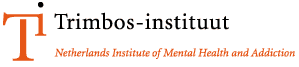 Trimbos-instituut
Netherlands Institute of Mental Health and Addiction